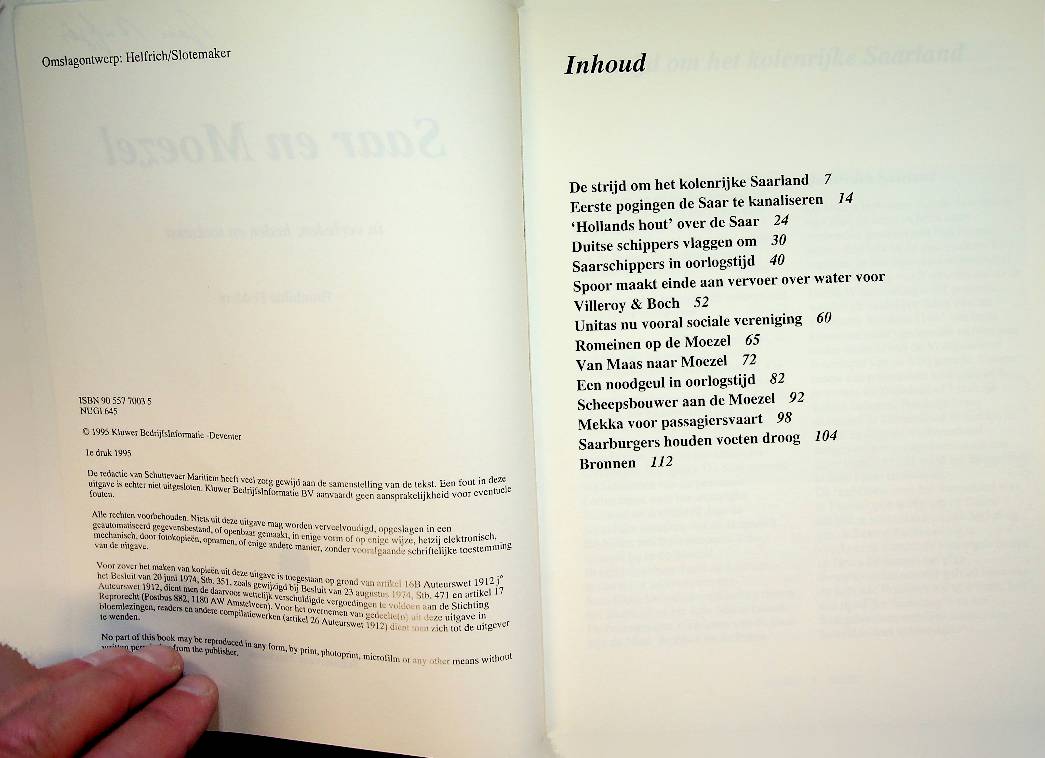 Omslagontwerp: Helfrich/Slotemaker
Saar en Moezel
ISBN 90 557 7003 5
NUGI 645
© 1995 Kluwer BedrijfsInformatie -Deventer
1e druk 1995
De redactie van Schuttevaer Maritiem heeft veel zorg gewijd aan de samenstelling van de tekst. Een fout in deze
uitgave is echter niet uitgesloten. Kluwer BedrijfsInformatie BV aanvaardt geen aansprakelijkheid voor eventuele
fouten.
Alle rechten voorbehouden. Niets uit deze uitgave mag worden verveelvoudigd, opgeslagen in een
geautomatiseerd gegevensbestand, of openbaar gemaakt, in enige vorm of op enige wijze, hetzij elektronisch,
mechanisch, door fotokopieën, opnamen, of enige andere manier, zonder voorafgaande schriftelijke toestemming
van de uitgave.
Voor zover het maken van kopieën uit deze uitgave is toegestaan op grond van artikel 16B Auteurswet 1912 j°
het Besluit van 20 juni 1974, Stb. 351, zoals gewijzigd bij Besluit van 23 augustus 1974, Stb. 471 en artikel 17
Auteurswet 1912, dient men de daarvoor wettelijk verschuldigde vergoedingen te voldoen aan de Stichting
Reprorecht (Postbus 882, 1180 AW Amstelveen). Voor het overnemen van gedeelte(n) uit deze uitgave in
bloemlezingen, readers en andere compilatiewerken (artikel 26 Auteurswet 1912) dient men zich tot de uitgever
te wenden.
No part of this book may be reproduced in any form, by print, photoprint, microfilm or any other means without
written from the publisher.
Inhoud
De strijd om het kolenrijke Saarland 7
Eerste pogingen de Saar te kanaliseren 14
‘Hollands hout’ over de Saar 24
Duitse schippers vlaggen om 30
Saarschippers in oorlogstijd 40
Spoor maakt einde aan vervoer over water voor
Villeroy & Boch 52
Unitas nu vooral sociale vereniging 60
Romeinen op de Moezel 65
Van Maas naar Moezel 72
Een noodgeul in oorlogstijd 82
Scheepsbouwer aan de Moezel 92
Mekka voor passagiersvaart 98
Saarburgers houden voeten droog 104
Bronnen 112